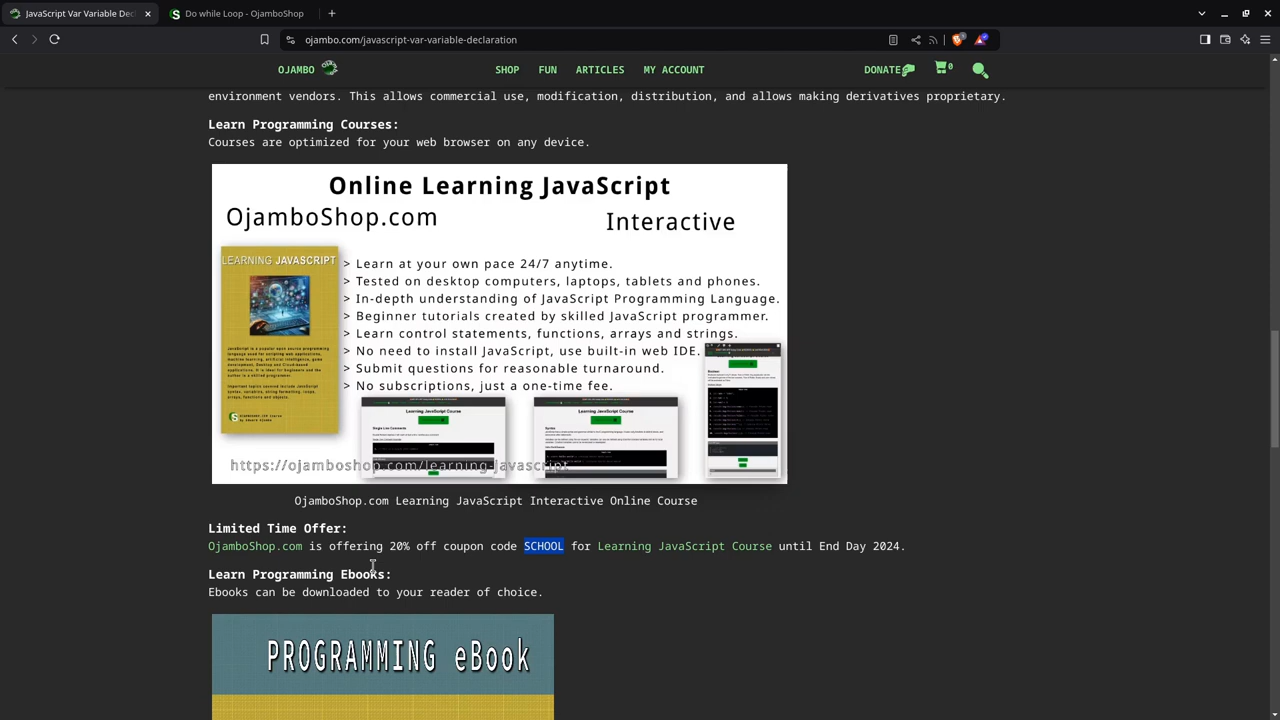 JavaScript Var Variable Decl
Do while Loop - OjamboShop
ojambo.com/javascript-var-variable-declaration
OJAMBO
SHOP
FUN
ARTICLES
MY ACCOUNT
DONATE
0
environment vendors. This allows commercial use, modification, distribution, and allows making derivatives proprietary.
Learn Programming Courses:
Courses are optimized for your web browser on any device.
Online Learning JavaScript
OjamboShop.com
Interactive
LEARNING JAVASCRIPT
> Learn at your own pace 24/7 anytime.
> Tested on desktop computers, laptops, tablets and phones.
> In-depth understanding of JavaScript Programming Language.
> Beginner tutorials created by skilled JavaScript programmer.
> Learn control statements, functions, arrays and strings.
> No need to install JavaScript, use built-in web IDE.
> Submit questions for reasonable turnaround.
> No subscriptions, just a one-time fee.
Learning JavaScript Course
Learning JavaScript Course
https://ojamboshop.com/learning-javascript
OjamboShop.com Learning JavaScript Interactive Online Course
Limited Time Offer:
OjamboShop.com is offering 20% off coupon code SCHOOL for Learning JavaScript Course until End Day 2024.
Learn Programming Ebooks:
Ebooks can be downloaded to your reader of choice.
PROGRAMMING eBook